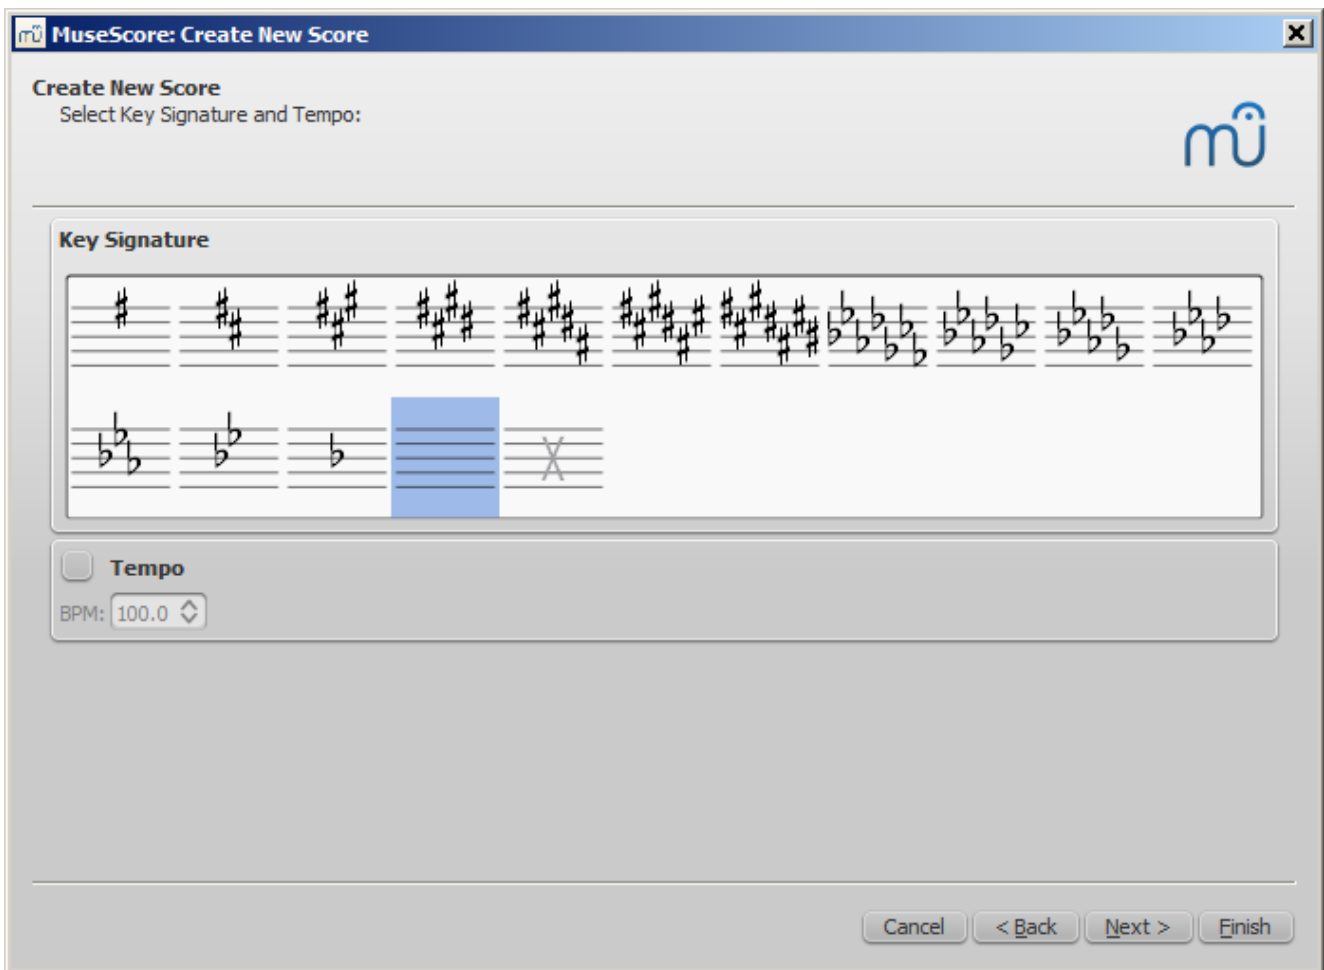 MuseScore: Create New Score
Create New Score
Select Key Signature and Tempo:
Key Signature
Tempo
BPM: 100.0
Cancel < Back Next > Finish